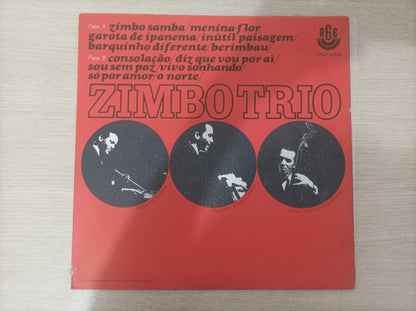 Face A zimbo samba/menina flor/
garota de ipanema/inútil paisagem/
barquinho diferente/berimbau/
Face B consolação/diz que vou por aí/
sou sem paz/vivo sonhando/
só por amor/o norte/
RGE
ZIMBO TRIO